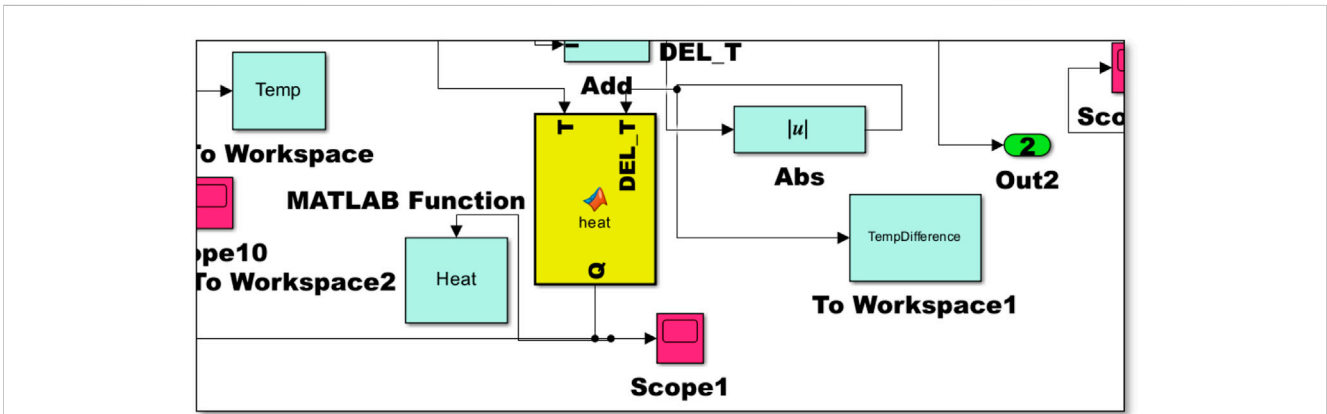 DEL_T
Add
Temp
To Workspace
T
DEL_T
|u|
Abs
2
Out2
Sco
MATLAB Function
heat
Q
TempDifference
To Workspace1
ope10
To Workspace2
Heat
Scope1